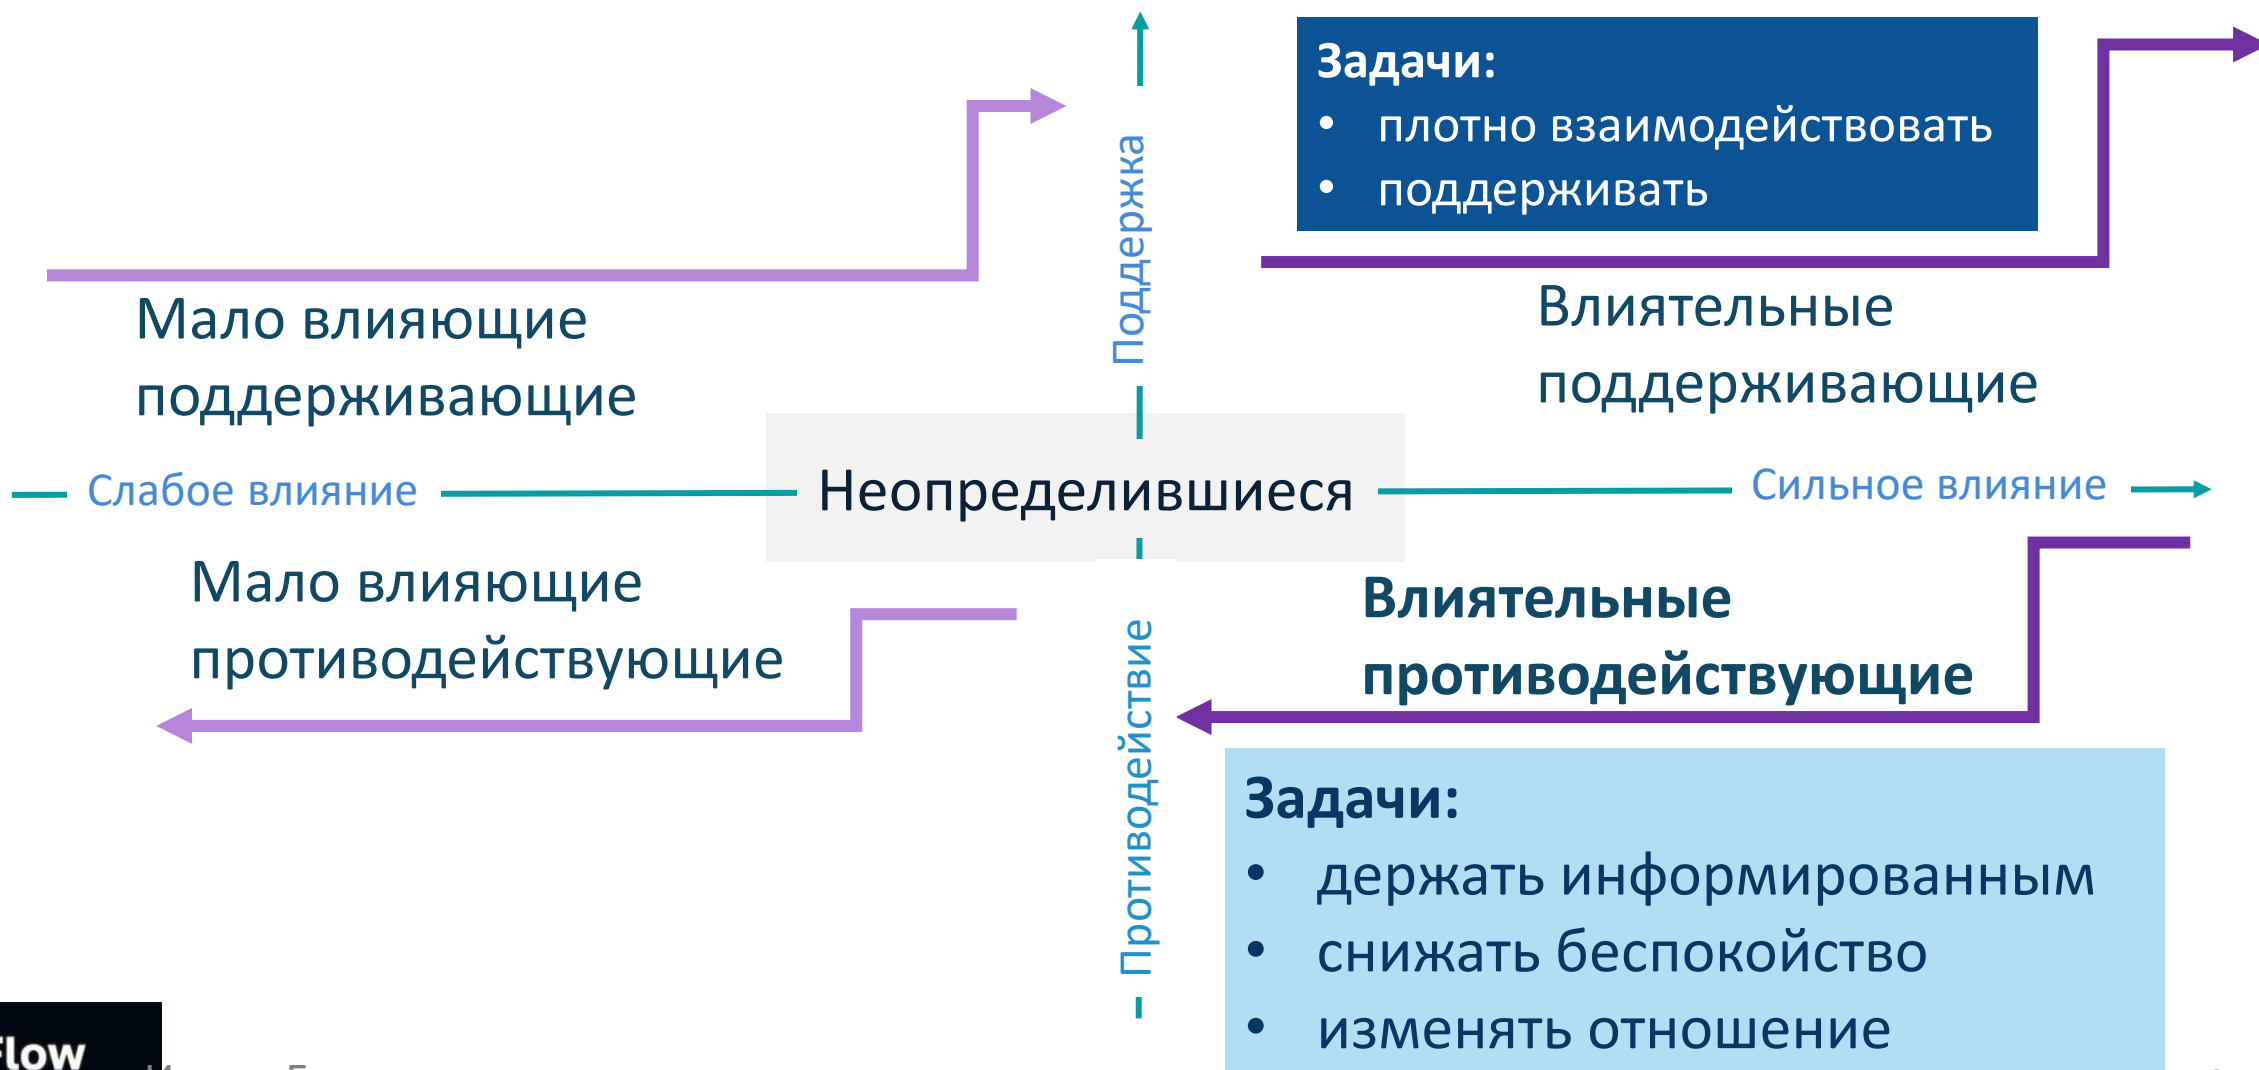 Задачи:
• плотно взаимодействовать
• поддерживать
Поддержка
Мало влияющие
поддерживающие
Влиятельные
поддерживающие
Слабое влияние
Неопределившиеся
Сильное влияние
Мало влияющие
противодействующие
Влиятельные
противодействующие
Противодействие
Задачи:
• держать информированным
• снижать беспокойство
• изменять отношение